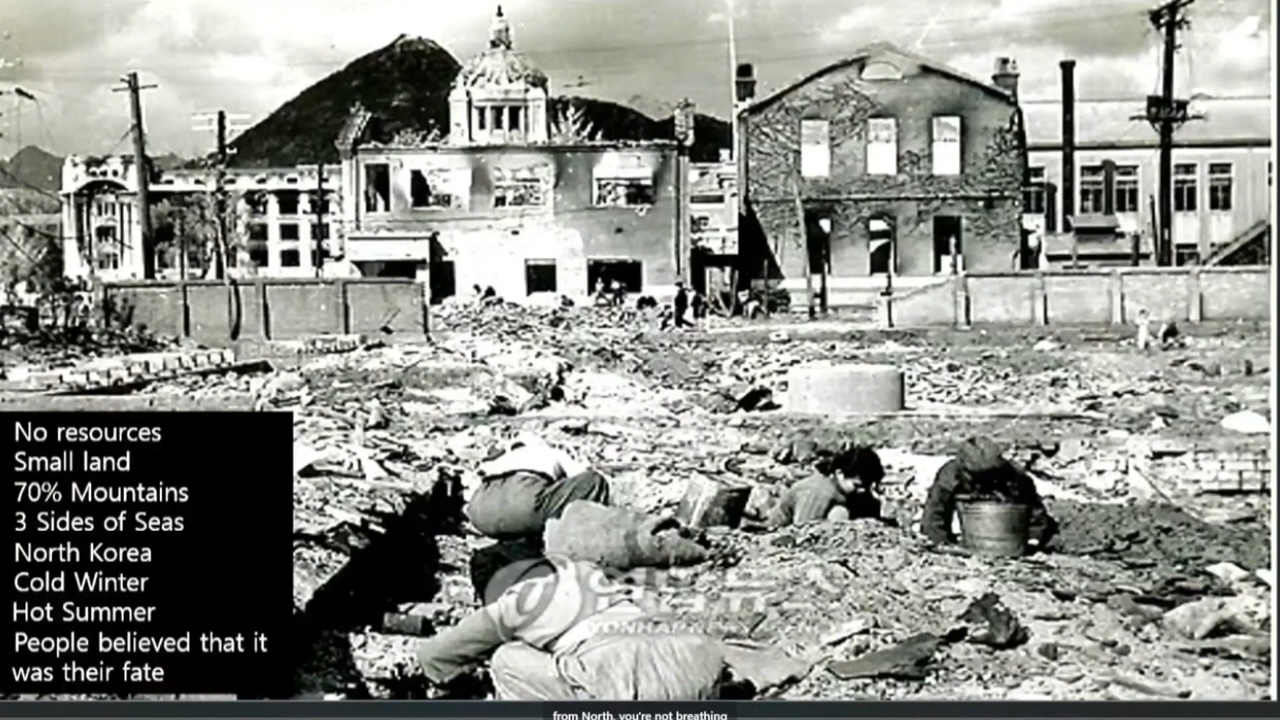 No resources
Small land
70% Mountains
3 Sides of Seas
North Korea
Cold Winter
Hot Summer
People believed that it
was their fate
YONHAPNEWS
from North, you're not breathing